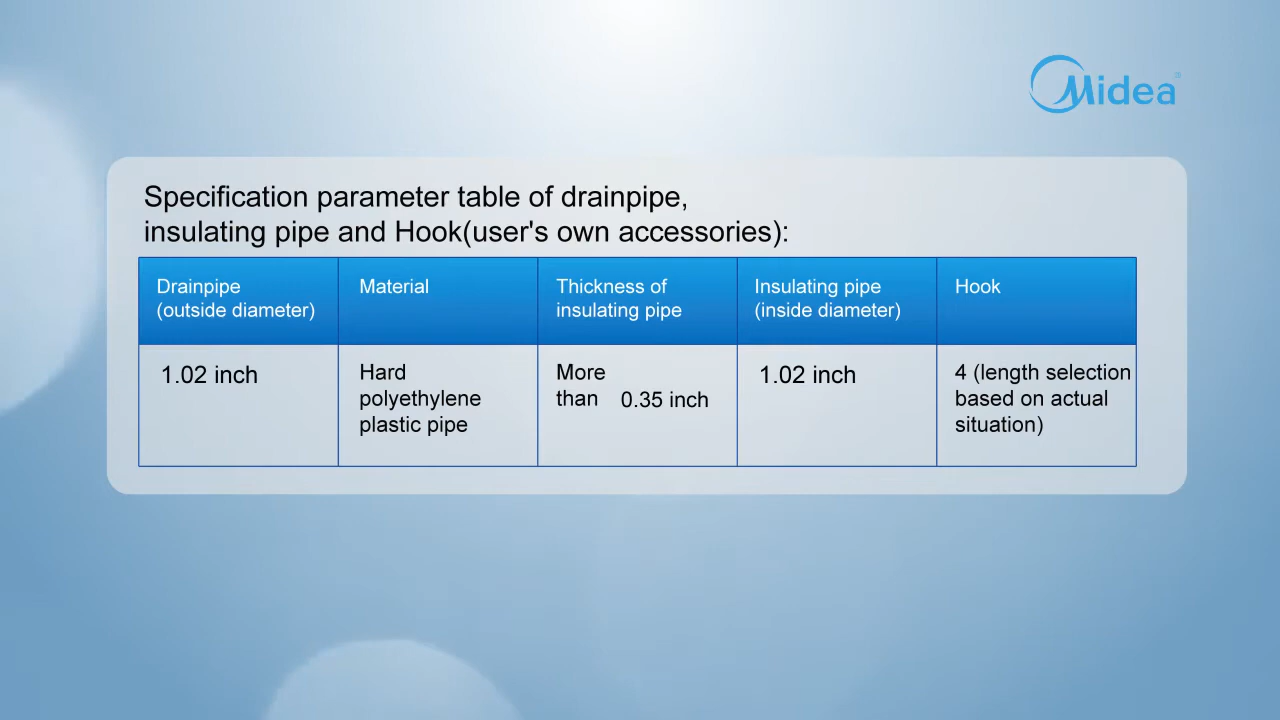 Midea®
Specification parameter table of drainpipe,
insulating pipe and Hook(user's own accessories):
Drainpipe
(outside diameter)
Material
Thickness of
insulating pipe
Insulating pipe
(inside diameter)
Hook
1.02 inch
Hard
polyethylene
plastic pipe
More
than 0.35 inch
1.02 inch
4 (length selection
based on actual
situation)